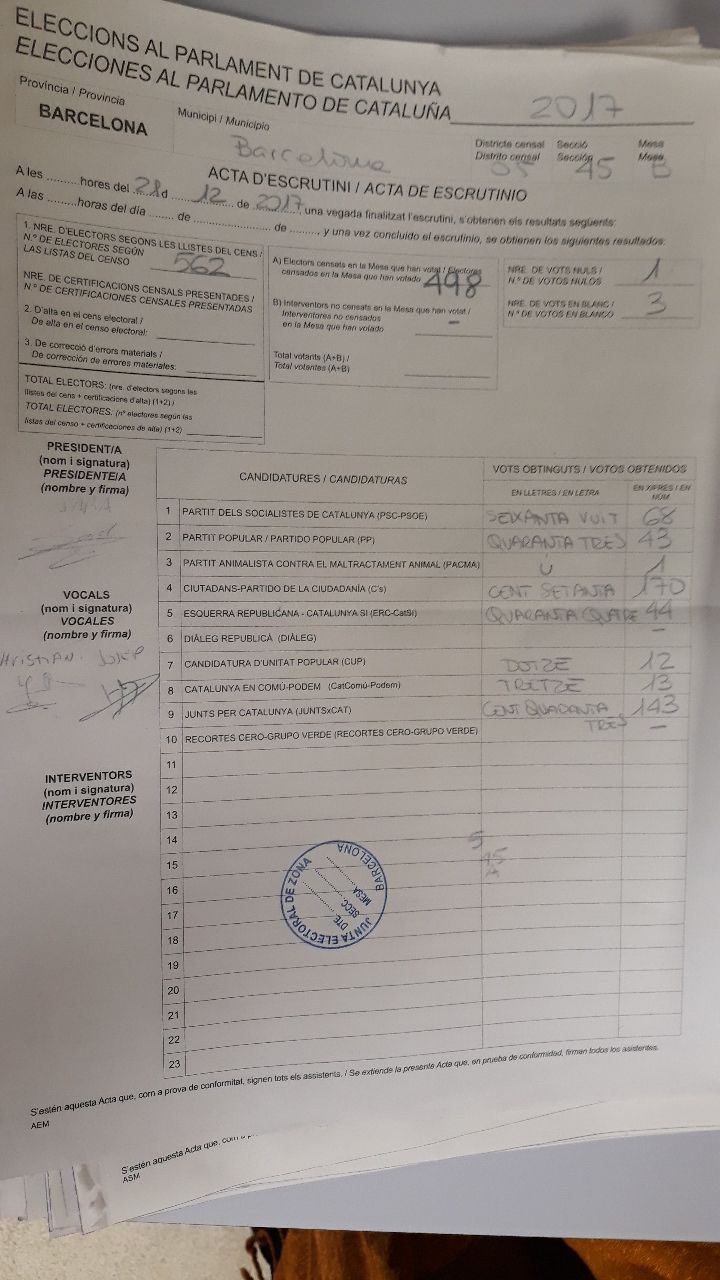 ELECCIONS AL PARLAMENT DE CATALUNYA
ELECCIONES AL PARLAMENTO DE CATALUÑA 2017
Província / Provincia
BARCELONA
Municipi / Municipio
Barcelona
Districte censal Secció Mesa
Distrito censal Sección Mesa
05 45 B
ACTA D'ESCRUTINI / ACTA DE ESCRUTINIO
A les ......... hores del 21 d ... 12 ... de 2017, una vegada finalitzat l'escrutini, s'obtenen els resultats següents:
A las .........horas del día ........ de ........................ de ........, y una vez concluido el escrutinio, se obtienen los siguientes resultados:
1. NRE. D'ELECTORS SEGONS LES LLISTES DEL CENS /
N.º DE ELECTORES SEGÚN
LAS LISTAS DEL CENSO 562
NRE. DE CERTIFICACIONS CENSALS PRESENTADES /
N º DE CERTIFICACIONES CENSALES PRESENTADAS
2. D'alta en el cens electoral /
De alta en el censo electoral:
3. De correcció d'errors materials /
De corrección de errores materiales:
TOTAL ELECTORS: (nre. d'electors segons les
llistes del cens + certificacions d'alta) (1+2) /
TOTAL ELECTORES. (nº electores según las
listas del censo + certificaciones de alta) (1+2)
A) Electors censats en la Mesa que han votat / Electores
censados en la Mesa que han votado 498
B) Interventors no censats en la Mesa que han votat /
Interventores no censados
en la Mesa que han votado –
Total votants (A+B) /
Total votantes (A+B)
NRE. DE VOTS NULS /
N º DE VOTOS NULOS 1
NRE. DE VOTS EN BLANC /
N º DE VOTOS EN BLANCO 3
PRESIDENT/A
(nom i signatura)
PRESIDENTE/A
(nombre y firma)
VOCALS
(nom i signatura)
VOCALES
(nombre y firma)
JOSEP
INTERVENTORS
(nom i signatura)
INTERVENTORES
(nombre y firma)
CANDIDATURES / CANDIDATURAS
VOTS OBTINGUTS / VOTOS OBTENIDOS
EN LLETRES / EN LETRA
EN XIFRES / EN
NÚM.
1 PARTIT DELS SOCIALISTES DE CATALUNYA (PSC-PSOE) SEIXANTA VUIT 68
2 PARTIT POPULAR / PARTIDO POPULAR (PP) QUARANTA TRES 43
3 PARTIT ANIMALISTA CONTRA EL MALTRACTAMENT ANIMAL (PACMA) U 1
4 CIUTADANS-PARTIDO DE LA CIUDADANÍA (C's) CENT SETANTA 170
5 ESQUERRA REPUBLICANA - CATALUNYA SÍ (ERC-CatSí) QUARANTA QUATRE 44
6 DIÀLEG REPUBLICÀ (DIÀLEG) –
7 CANDIDATURA D'UNITAT POPULAR (CUP) DOTZE 12
8 CATALUNYA EN COMÚ-PODEM (CatComú-Podem) TRETZE 13
9 JUNTS PER CATALUNYA (JUNTSxCAT) CENT QUARANTA TRES 143
10 RECORTES CERO-GRUPO VERDE (RECORTES CERO-GRUPO VERDE) –
11
12
13
14
15
16
17
18
19
20
21
22
23
5
45
A
JUNTA ELECTORAL DE ZONA
BARCELONA
DTE.
SECC.
MESA
S'estén aquesta Acta que, com a prova de conformitat, signen tots els assistents. / Se extiende la presente Acta que, en prueba de conformidad, firman todos los asistentes.
AEM
S'estén aquesta Acta que, com a
ASM